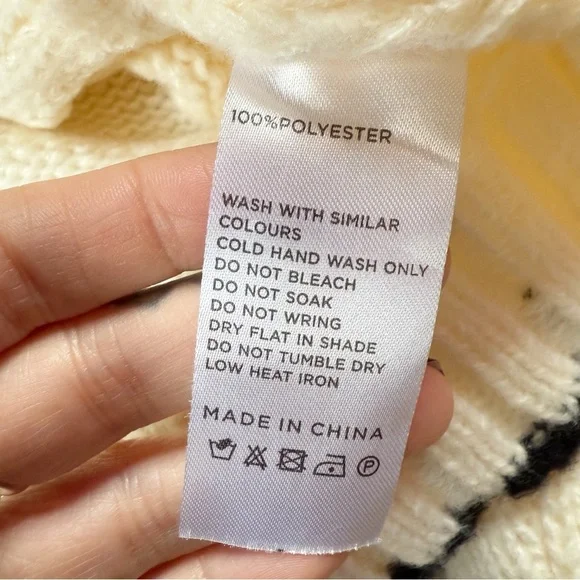 100%POLYESTER
WASH WITH SIMILAR
COLOURS
COLD HAND WASH ONLY
DO NOT BLEACH
DO NOT SOAK
DO NOT WRING
DRY FLAT IN SHADE
DO NOT TUMBLE DRY
LOW HEAT IRON
MADE IN CHINA
P